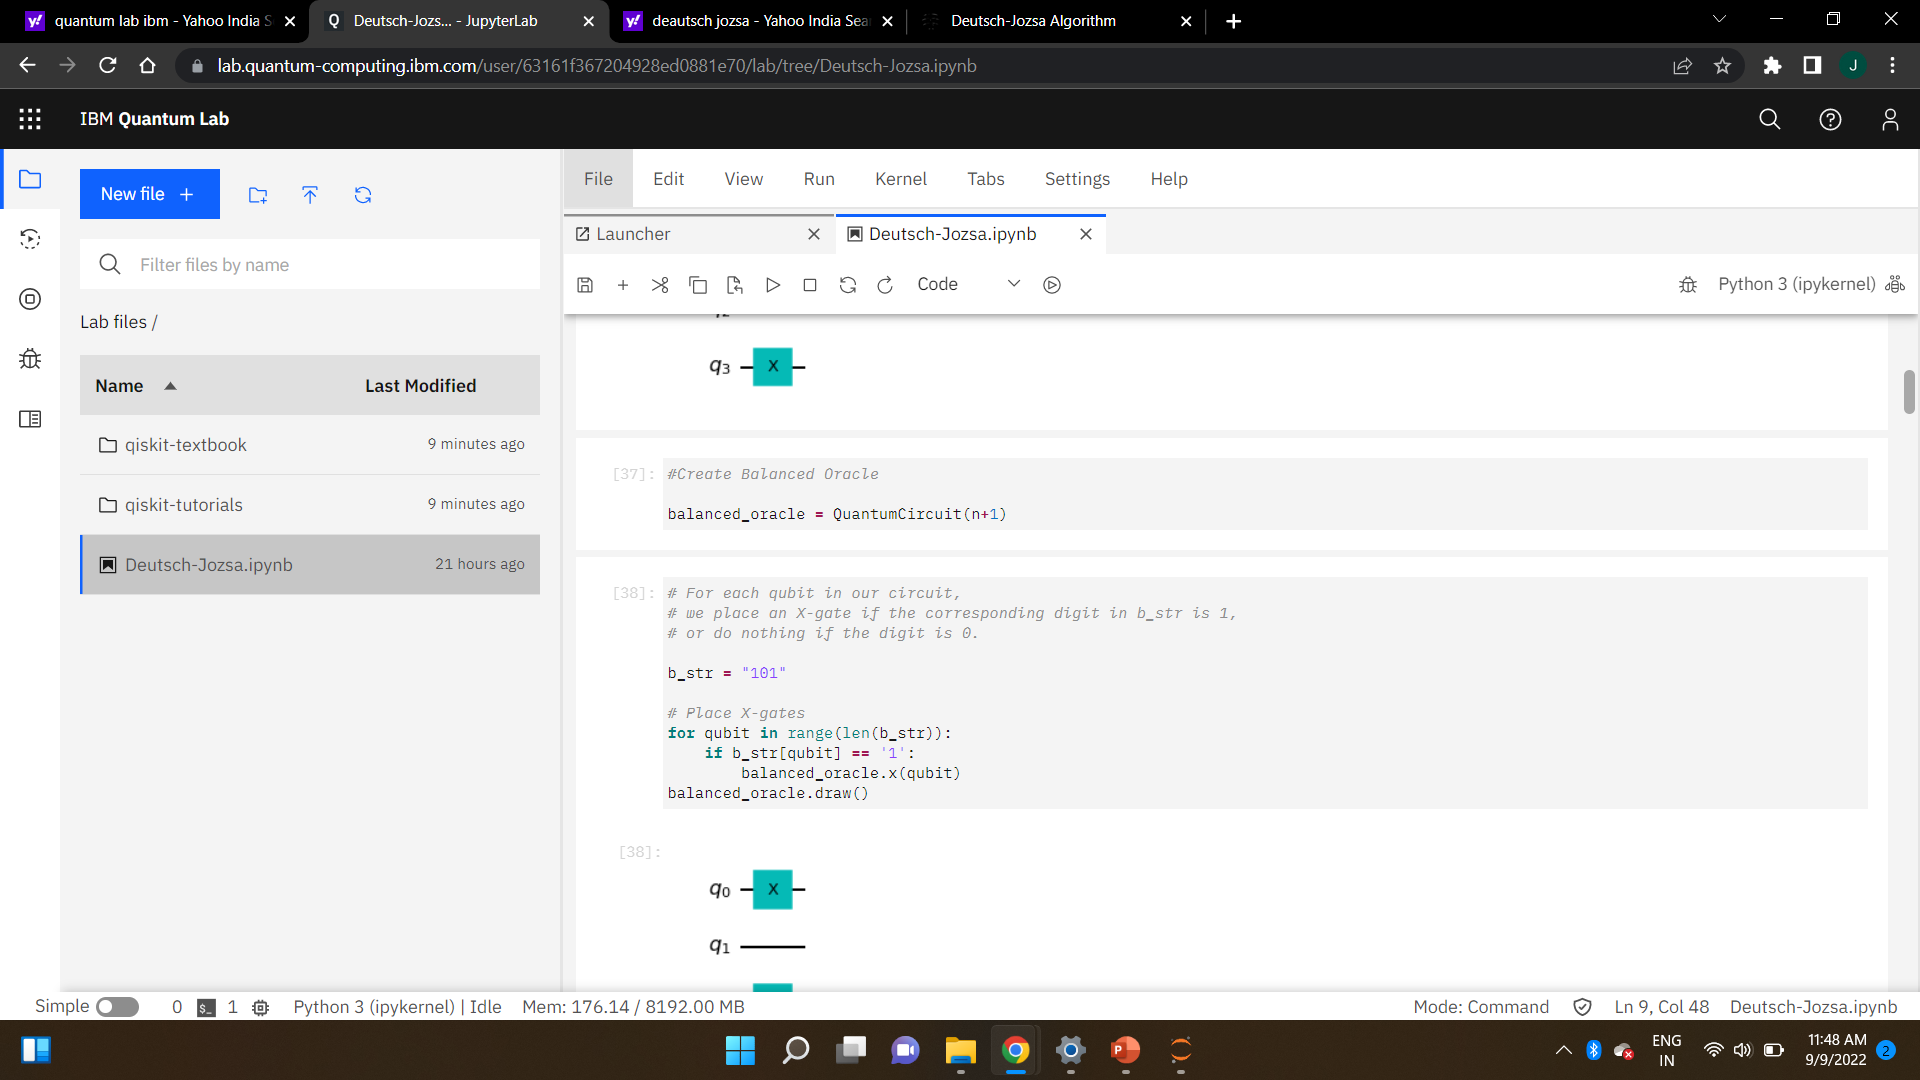 quantum lab ibm - Yahoo India S
Deutsch-Jozs... - JupyterLab
deautsch jozsa - Yahoo India Sea
Deutsch-Jozsa Algorithm
lab.quantum-computing.ibm.com/user/63161f367204928ed0881e70/lab/tree/Deutsch-Jozsa.ipynb
J
IBM Quantum Lab
New file +
Filter files by name
Lab files /
Name Last Modified
qiskit-textbook 9 minutes ago
qiskit-tutorials 9 minutes ago
Deutsch-Jozsa.ipynb 21 hours ago
File Edit View Run Kernel Tabs Settings Help
Launcher
Deutsch-Jozsa.ipynb
Code
Python 3 (ipykernel)
q3 X
[37]: #Create Balanced Oracle
balanced_oracle = QuantumCircuit(n+1)
[38]: # For each qubit in our circuit,
# we place an X-gate if the corresponding digit in b_str is 1,
# or do nothing if the digit is 0.
b_str = "101"
# Place X-gates
for qubit in range(len(b_str)):
    if b_str[qubit] == '1':
        balanced_oracle.x(qubit)
balanced_oracle.draw()
[38]:
q0 X
q1
Simple 0 1 Python 3 (ipykernel) | Idle Mem: 176.14 / 8192.00 MB
Mode: Command Ln 9, Col 48 Deutsch-Jozsa.ipynb
ENG
IN
11:48 AM
9/9/2022
2